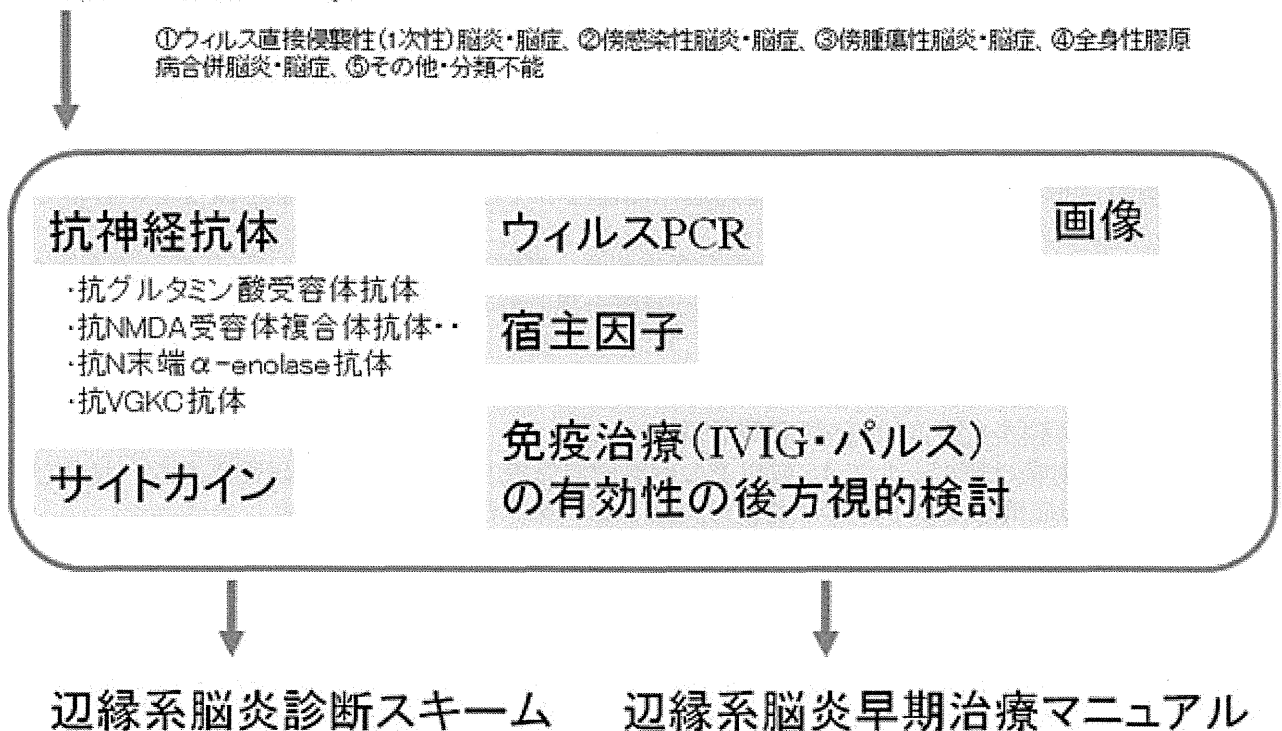 ①ウィルス直接侵襲性(1次性)脳炎・脳症、②傍感染性脳炎・脳症、③傍腫瘍性脳炎・脳症、④全身性膠原
病合併脳炎・脳症、⑤その他・分類不能
抗神経抗体
・抗グルタミン酸受容体抗体
・抗NMDA受容体複合体抗体・・
・抗N末端α-enolase抗体
・抗VGKC抗体
サイトカイン
ウィルスPCR
宿主因子
免疫治療(IVIG・パルス)
の有効性の後方視的検討
画像
辺縁系脳炎診断スキーム
辺縁系脳炎早期治療マニュアル